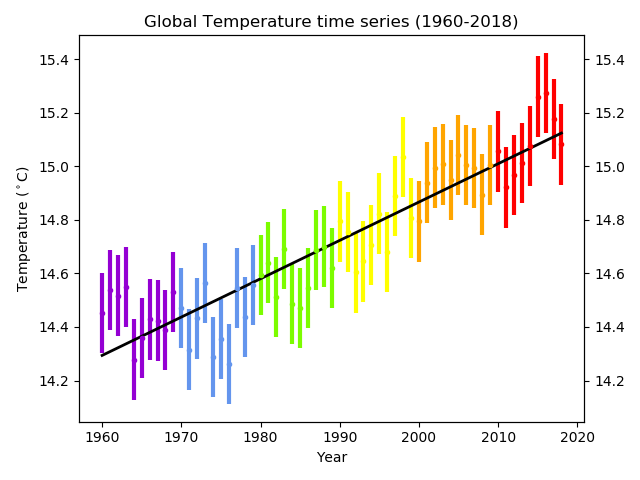 Global Temperature time series (1960-2018)
15.4 15.4
15.2 15.2
15.0 15.0
14.8 14.8
14.6 14.6
14.4 14.4
14.2 14.2
Temperature (°C)
1960 1970 1980 1990 2000 2010 2020
Year